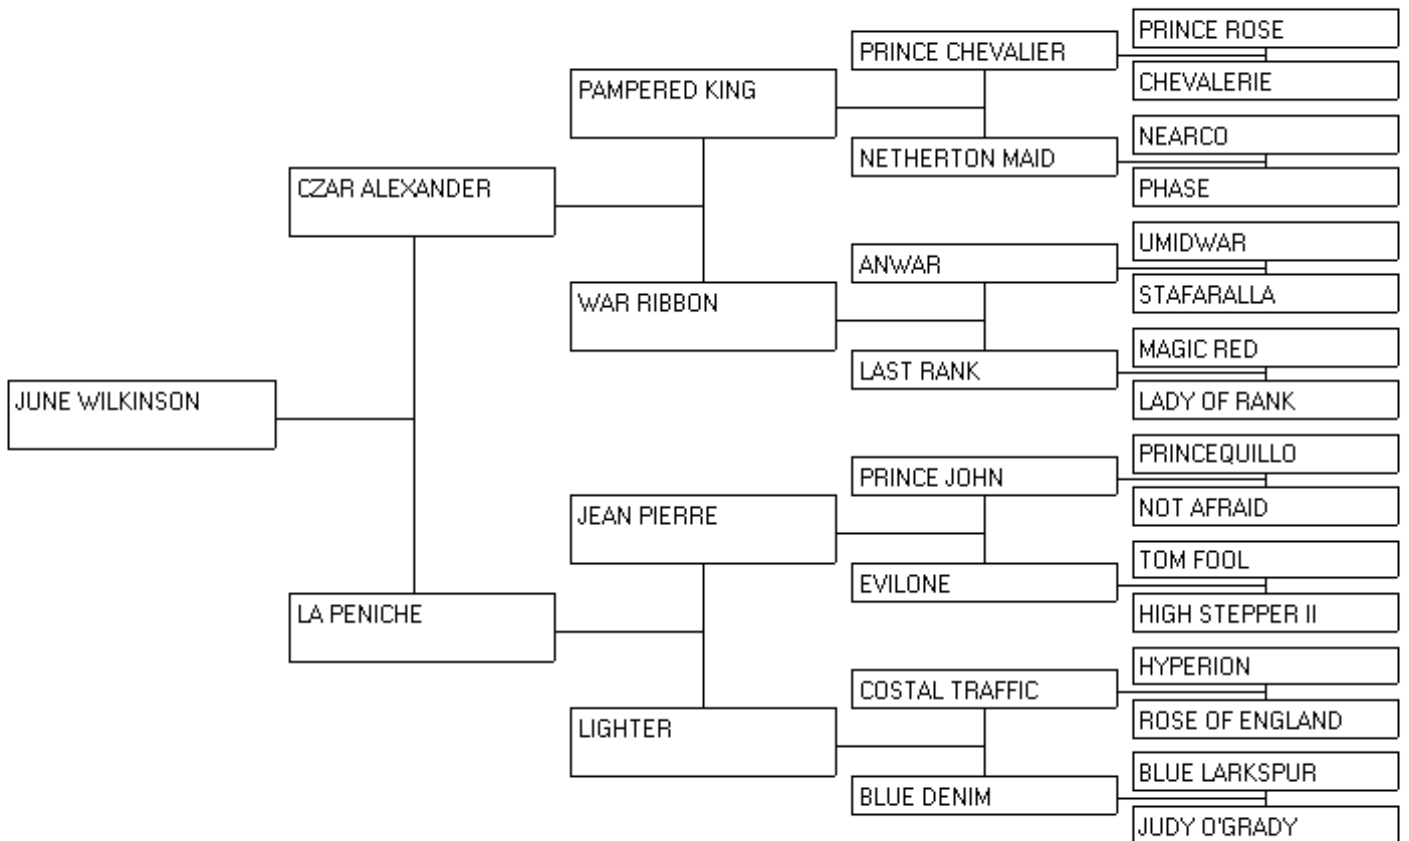 PRINCE ROSE
PRINCE CHEVALIER
CHEVALERIE
PAMPERED KING
NEARCO
NETHERTON MAID
PHASE
CZAR ALEXANDER
UMIDWAR
ANWAR
STAFARALLA
WAR RIBBON
MAGIC RED
LAST RANK
LADY OF RANK
JUNE WILKINSON
PRINCEQUILLO
PRINCE JOHN
NOT AFRAID
JEAN PIERRE
TOM FOOL
EVILONE
HIGH STEPPER II
LA PENICHE
HYPERION
COSTAL TRAFFIC
ROSE OF ENGLAND
LIGHTER
BLUE LARKSPUR
BLUE DENIM
JUDY O'GRADY